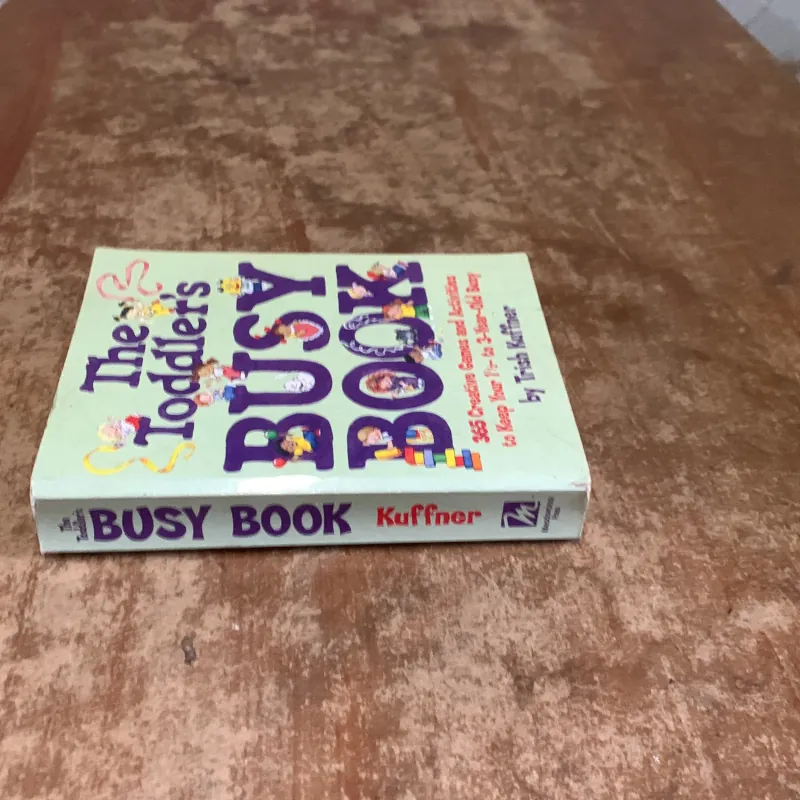 The
Toddler's
BUSY
BOOK
365 Creative Games and Activities
to Keep Your 1½- to 3-Year-Old Busy
by Trish Kuffner
The
Toddler's
BUSY BOOK
Kuffner